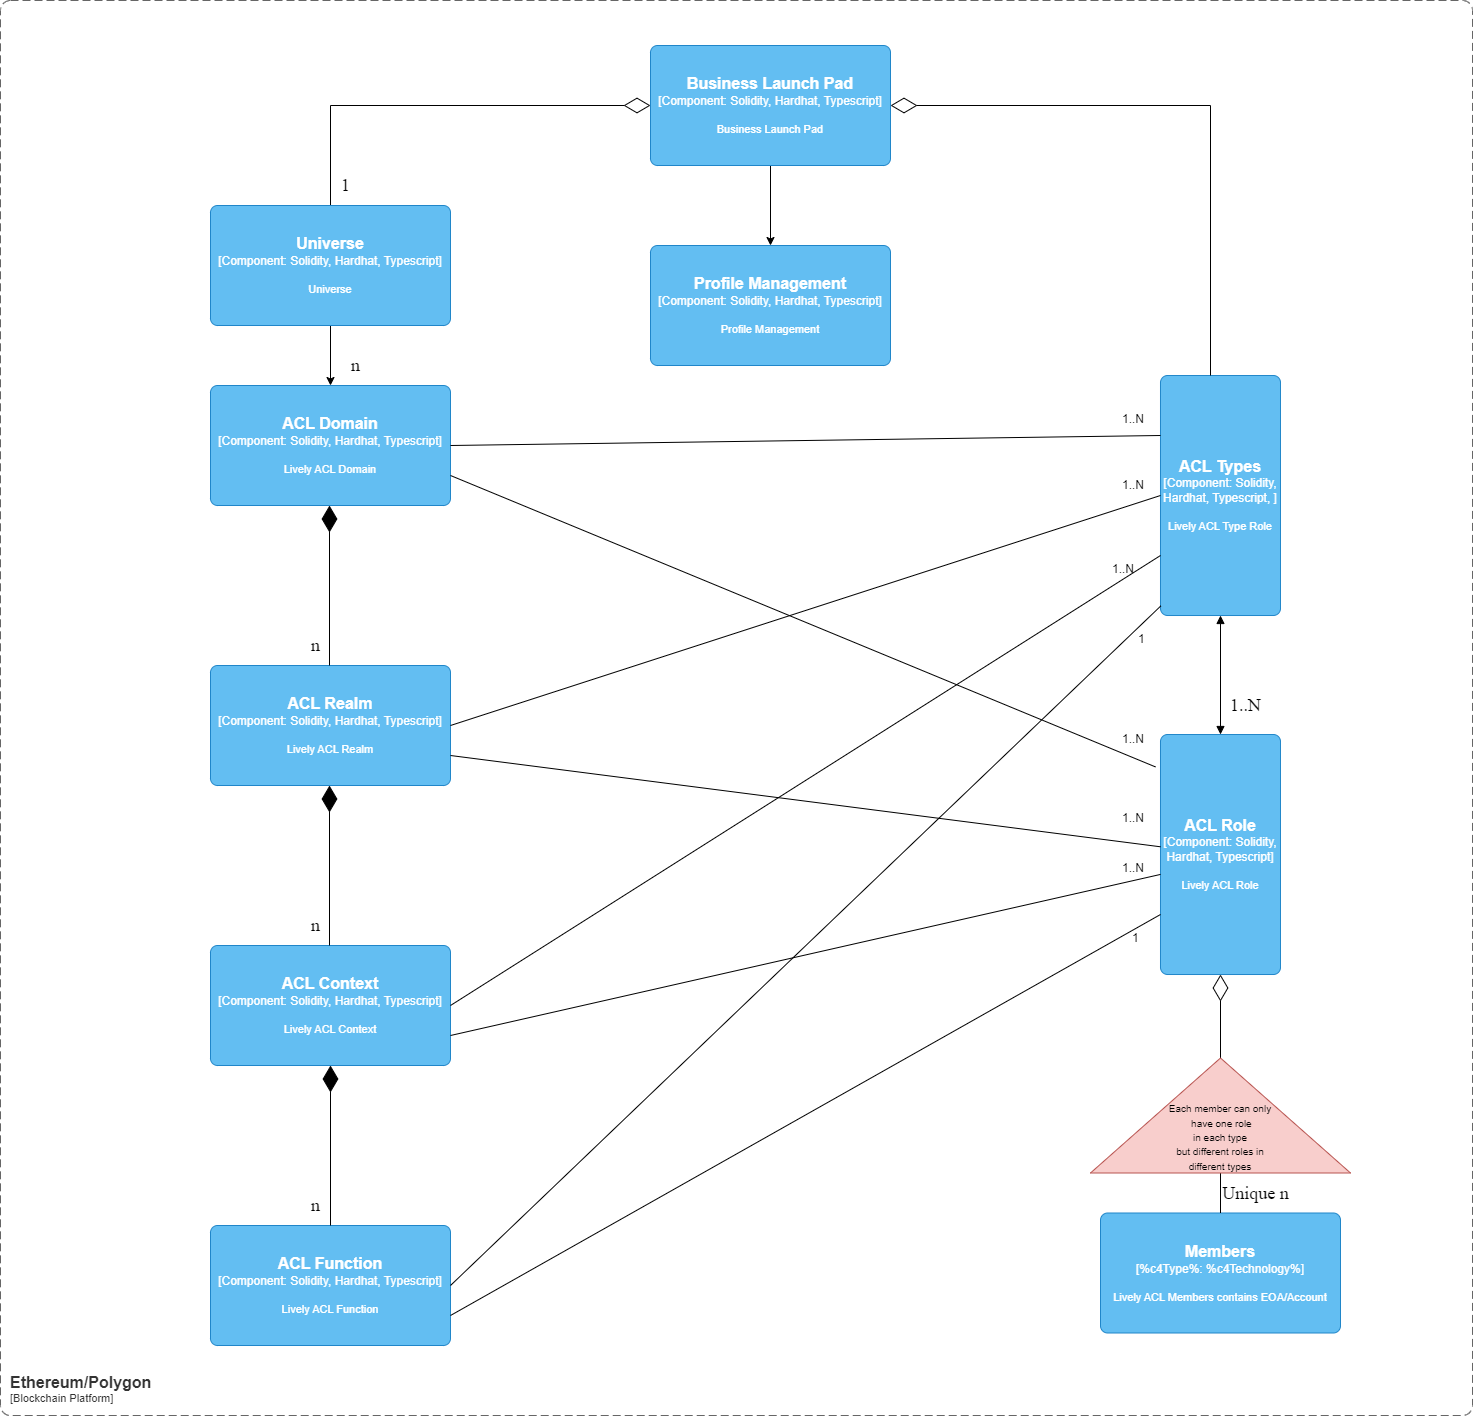 Business Launch Pad
[Component: Solidity, Hardhat, Typescript]
Business Launch Pad
1
Universe
[Component: Solidity, Hardhat, Typescript]
Universe
Profile Management
[Component: Solidity, Hardhat, Typescript]
Profile Management
n
ACL Domain
[Component: Solidity, Hardhat, Typescript]
Lively ACL Domain
1..N
ACL Types
[Component: Solidity,
Hardhat, Typescript, ]
Lively ACL Type Role
1..N
1..N
1
n
ACL Realm
[Component: Solidity, Hardhat, Typescript]
Lively ACL Realm
1..N
1..N
ACL Role
[Component: Solidity,
Hardhat, Typescript]
Lively ACL Role
1..N
1..N
1
n
ACL Context
[Component: Solidity, Hardhat, Typescript]
Lively ACL Context
Each member can only
have one role
in each type
but different roles in
different types
Unique n
n
ACL Function
[Component: Solidity, Hardhat, Typescript]
Lively ACL Function
Members
[%c4Type%: %c4Technology%]
Lively ACL Members contains EOA/Account
Ethereum/Polygon
[Blockchain Platform]